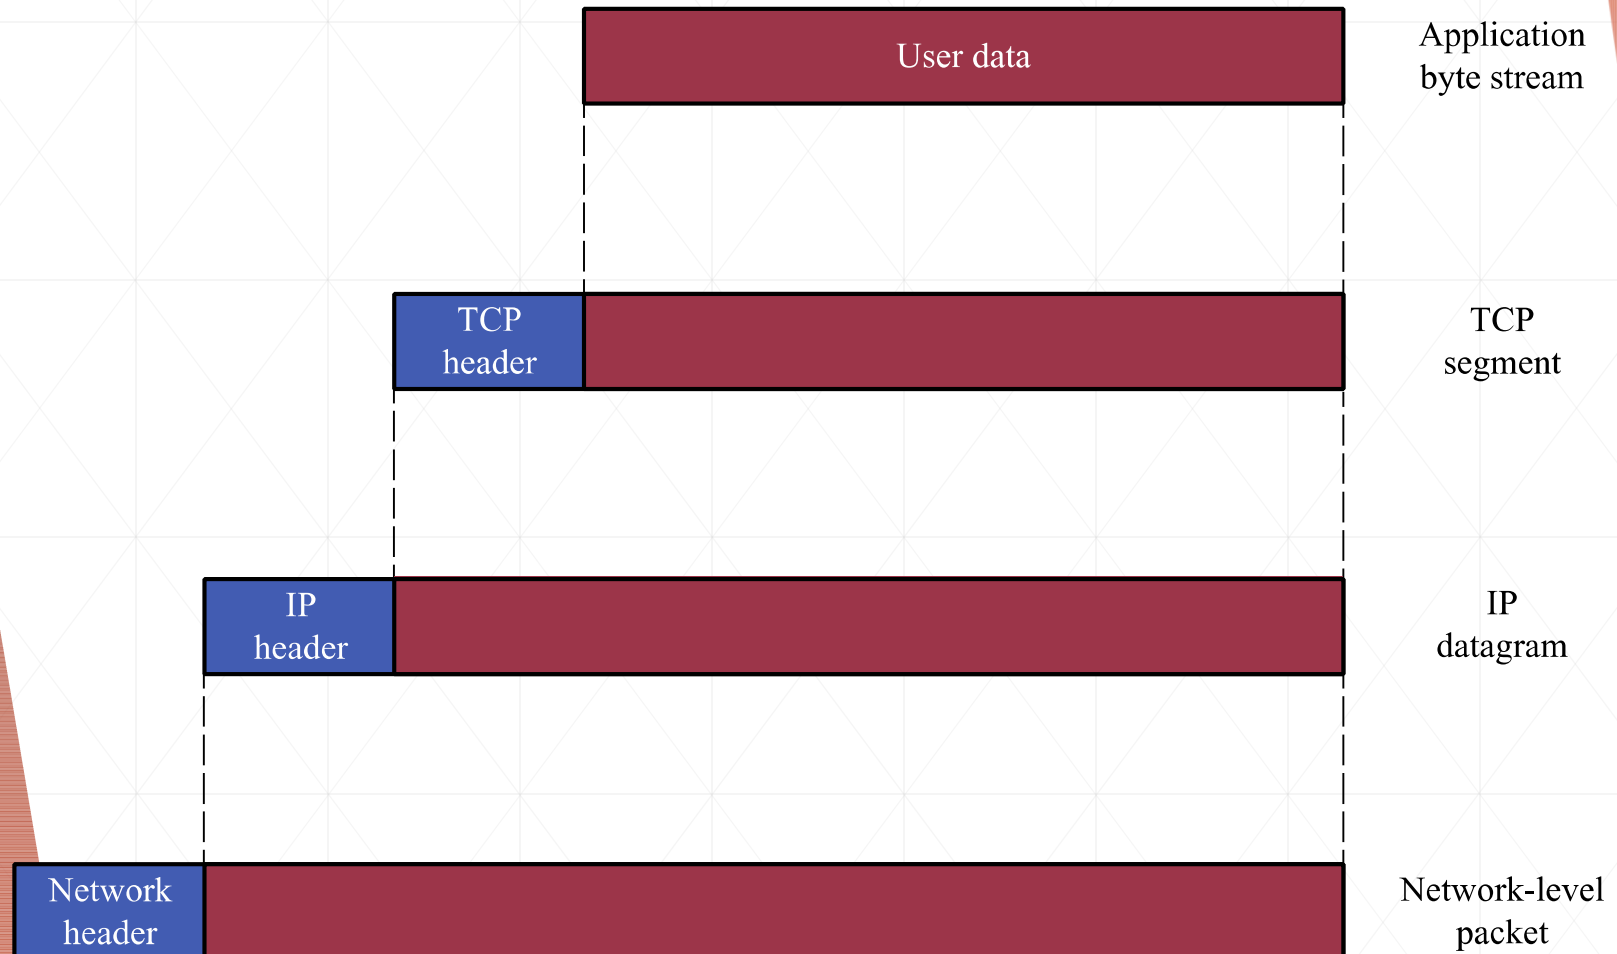 User data
Application
byte stream
TCP
header
TCP
segment
IP
header
IP
datagram
Network
header
Network-level
packet